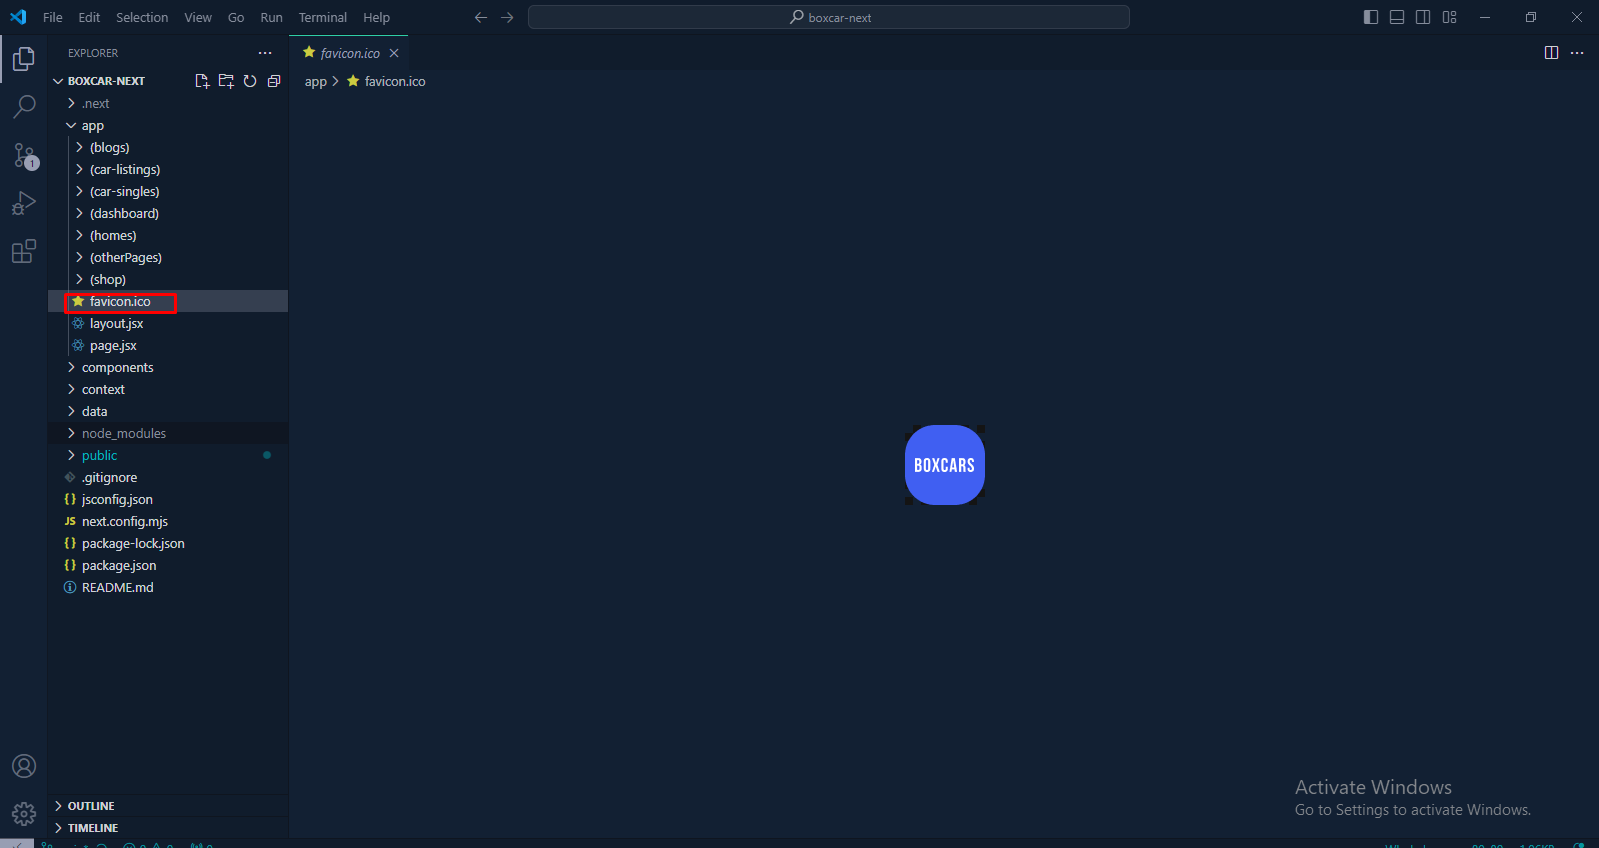 File Edit Selection View Go Run Terminal Help
boxcar-next
EXPLORER
favicon.ico
BOXCAR-NEXT
app > favicon.ico
.next
app
(blogs)
(car-listings)
1
(car-singles)
(dashboard)
(homes)
(otherPages)
(shop)
favicon.ico
layout.jsx
page.jsx
components
context
data
node_modules
public
.gitignore
{ } jsconfig.json
JS next.config.mjs
{ } package-lock.json
{ } package.json
README.md
BOXCARS
Activate Windows
Go to Settings to activate Windows.
OUTLINE
TIMELINE